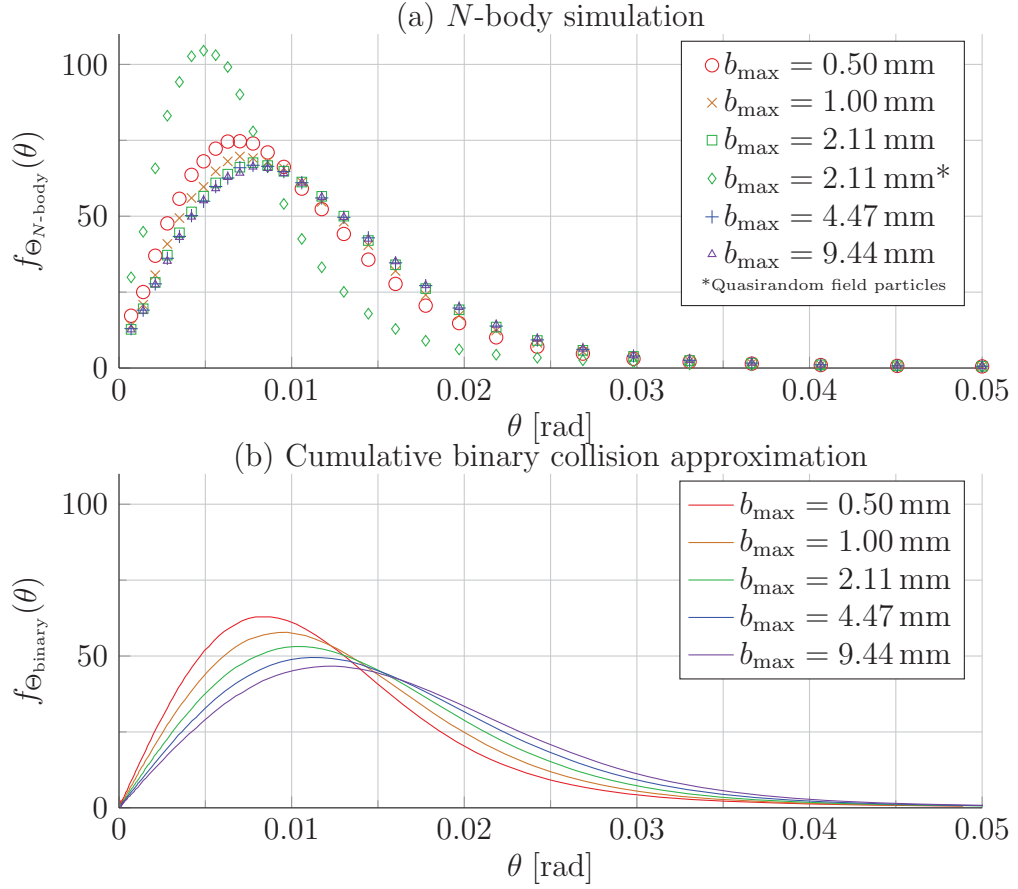 (a) N-body simulation
100
50
0
f_{Θ_{N-body}}(θ)
b_max = 0.50 mm
b_max = 1.00 mm
b_max = 2.11 mm
b_max = 2.11 mm*
b_max = 4.47 mm
b_max = 9.44 mm
*Quasirandom field particles
0 0.01 0.02 0.03 0.04 0.05
θ [rad]
(b) Cumulative binary collision approximation
100
50
0
f_{Θ_{binary}}(θ)
b_max = 0.50 mm
b_max = 1.00 mm
b_max = 2.11 mm
b_max = 4.47 mm
b_max = 9.44 mm
0 0.01 0.02 0.03 0.04 0.05
θ [rad]